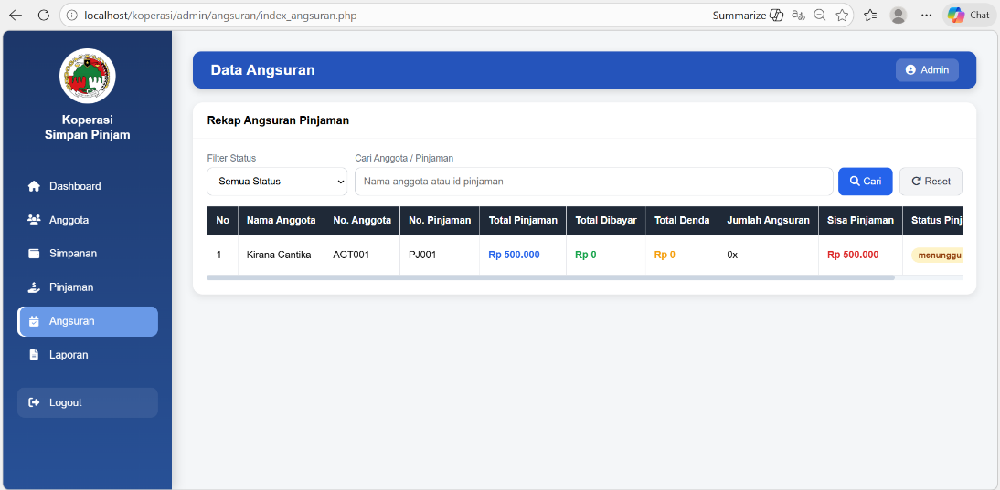 localhost/koperasi/admin/angsuran/index_angsuran.php
Summarize
Chat
Koperasi
Simpan Pinjam
Dashboard
Anggota
Simpanan
Pinjaman
Angsuran
Laporan
Logout
Data Angsuran
Admin
Rekap Angsuran Pinjaman
Filter Status
Cari Anggota / Pinjaman
Semua Status
Nama anggota atau id pinjaman
Cari
Reset
No Nama Anggota No. Anggota No. Pinjaman Total Pinjaman Total Dibayar Total Denda Jumlah Angsuran Sisa Pinjaman Status Pinj
1 Kirana Cantika AGT001 PJ001 Rp 500.000 Rp 0 Rp 0 0x Rp 500.000 menunggu